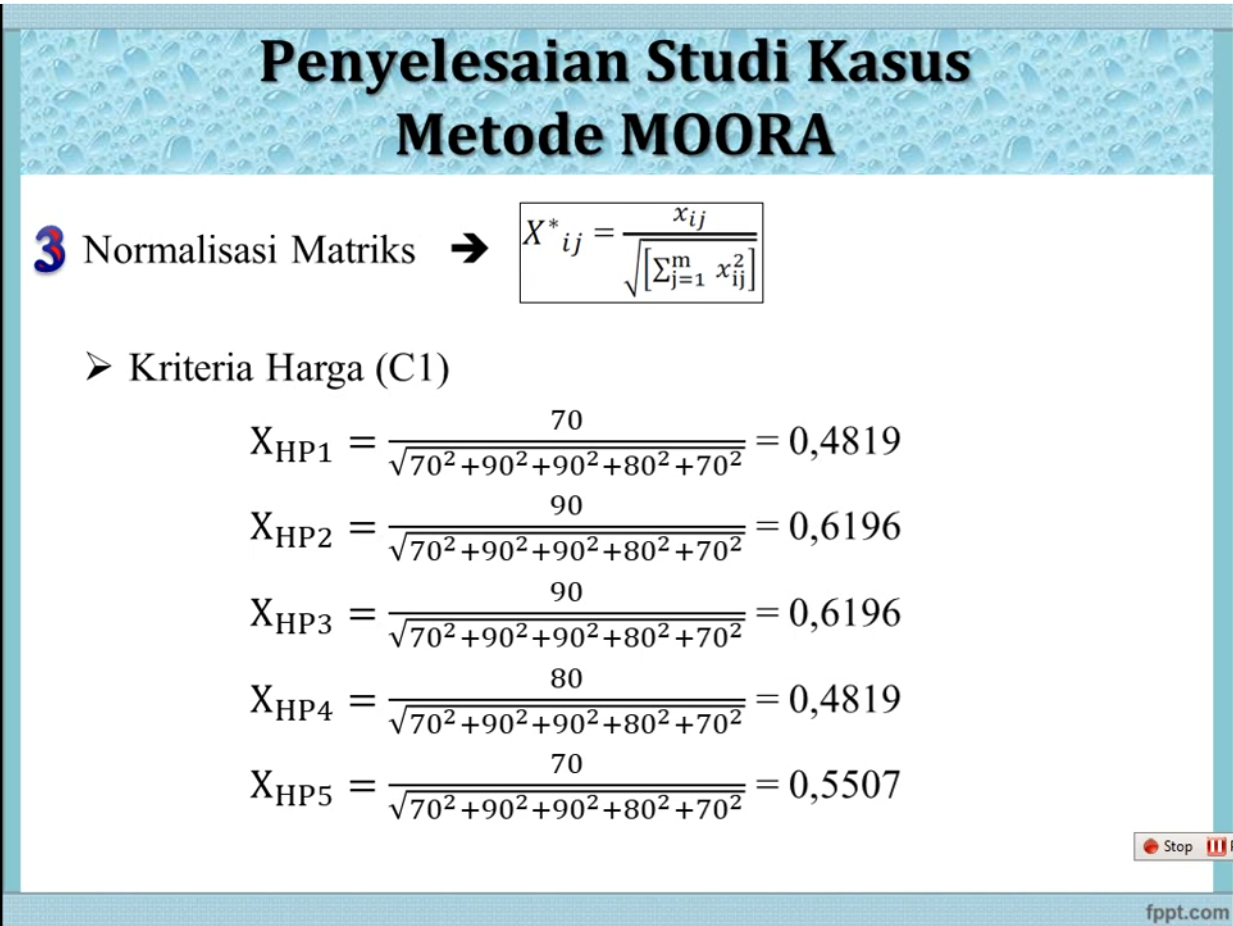 Penyelesaian Studi Kasus
Metode MOORA
3 Normalisasi Matriks ➔ X*ij = xij / √[∑m j=1 x²ij]
➢ Kriteria Harga (C1)
XHP1 = 70 / √70²+90²+90²+80²+70² = 0,4819
XHP2 = 90 / √70²+90²+90²+80²+70² = 0,6196
XHP3 = 90 / √70²+90²+90²+80²+70² = 0,6196
XHP4 = 80 / √70²+90²+90²+80²+70² = 0,4819
XHP5 = 70 / √70²+90²+90²+80²+70² = 0,5507
Stop
fppt.com